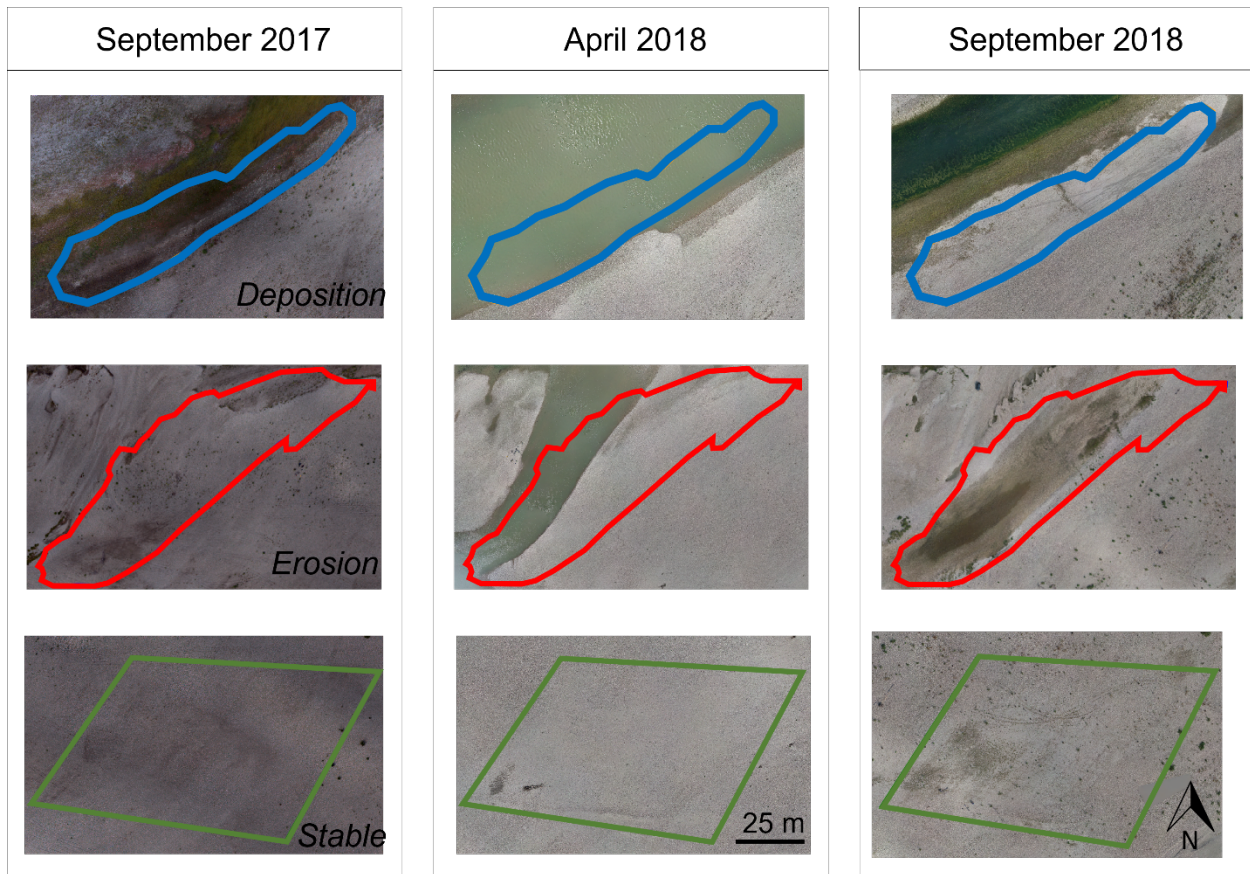 September 2017
April 2018
September 2018
Deposition
Erosion
Stable
25 m
N